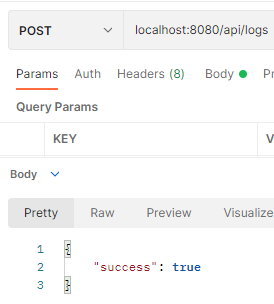 POST localhost:8080/api/logs
Params Auth Headers (8) Body Pr
Query Params
KEY V
Body
Pretty Raw Preview Visualize
1 {
2 "success": true
3 }